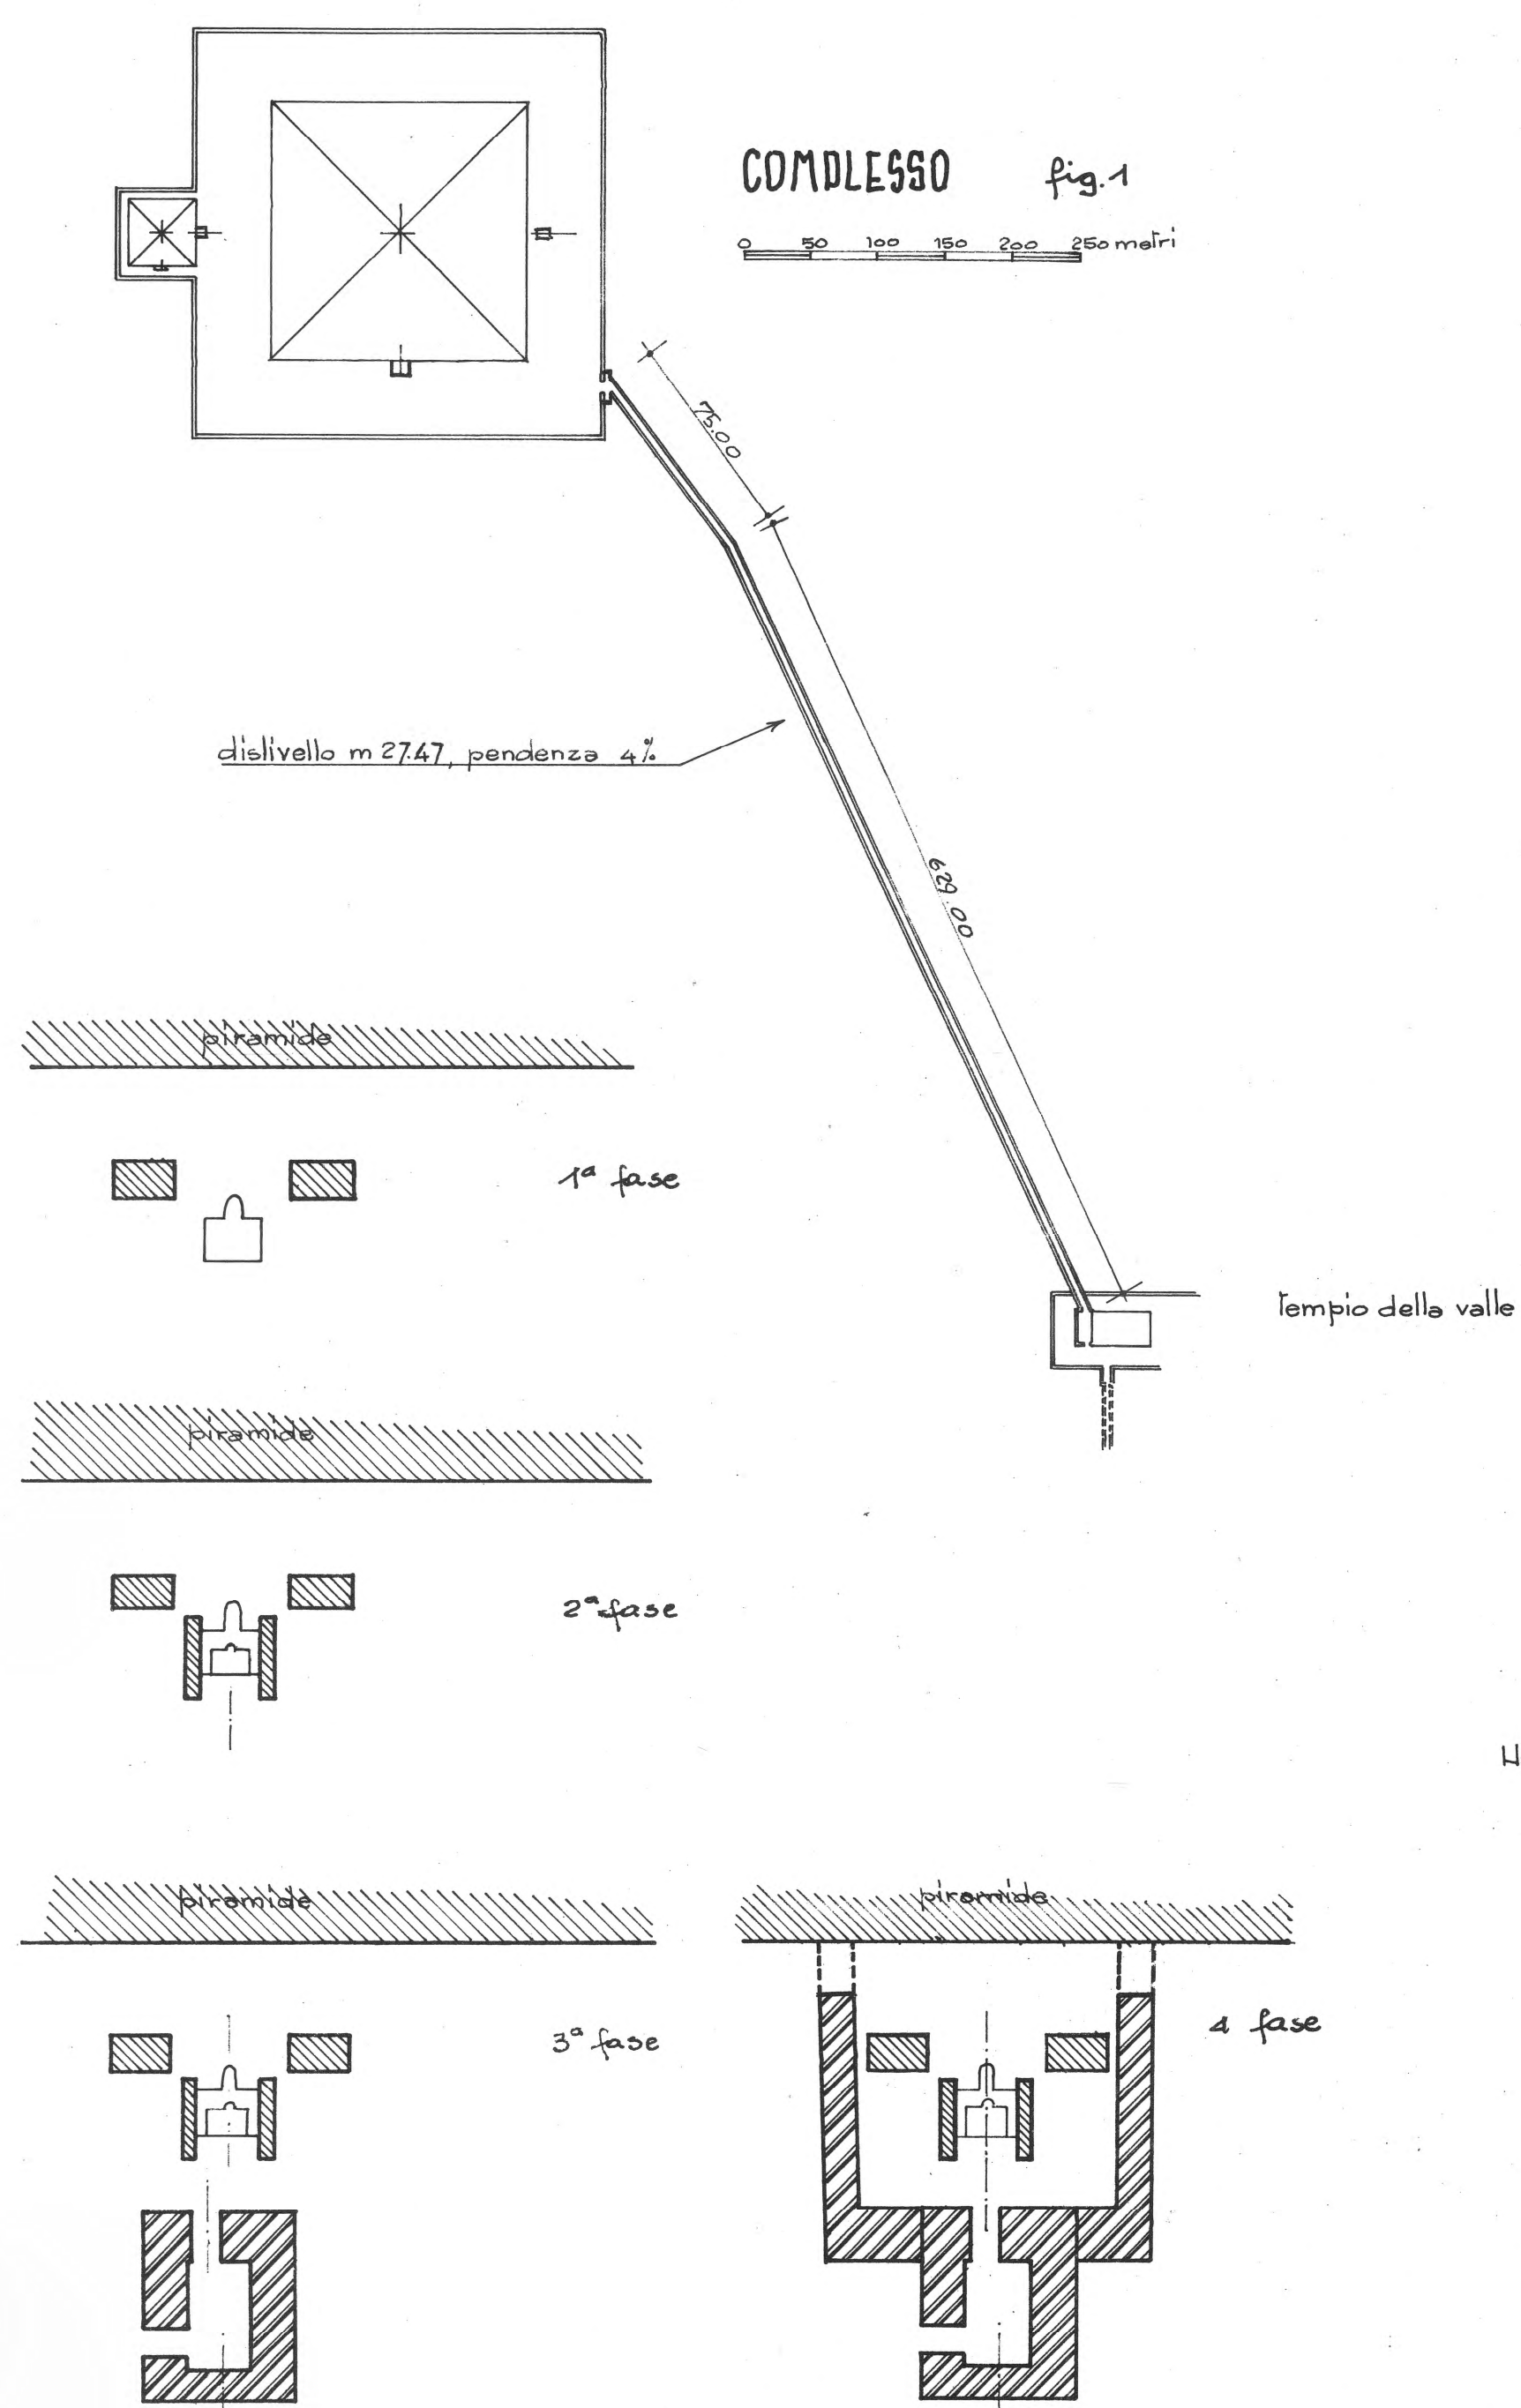 COMPLESSO fig.1
0 50 100 150 200 250 metri
75.00
dislivello m 27.47, pendenza 4%
629.00
piramide
1ª fase
tempio della valle
piramide
2ª fase
piramide
piramide
3ª fase
4 fase